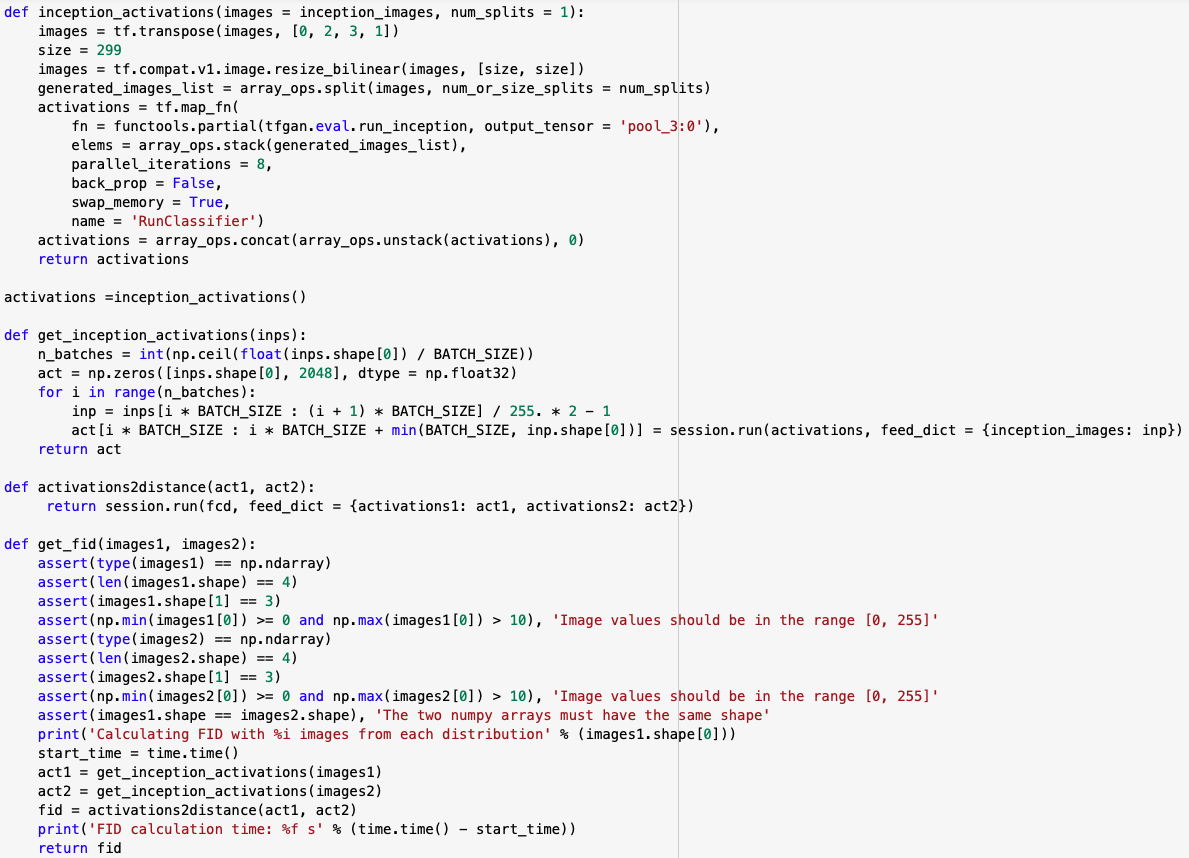 def inception_activations(images = inception_images, num_splits = 1):
    images = tf.transpose(images, [0, 2, 3, 1])
    size = 299
    images = tf.compat.v1.image.resize_bilinear(images, [size, size])
    generated_images_list = array_ops.split(images, num_or_size_splits = num_splits)
    activations = tf.map_fn(
        fn = functools.partial(tfgan.eval.run_inception, output_tensor = 'pool_3:0'),
        elems = array_ops.stack(generated_images_list),
        parallel_iterations = 8,
        back_prop = False,
        swap_memory = True,
        name = 'RunClassifier')
    activations = array_ops.concat(array_ops.unstack(activations), 0)
    return activations

activations =inception_activations()

def get_inception_activations(inps):
    n_batches = int(np.ceil(float(inps.shape[0]) / BATCH_SIZE))
    act = np.zeros([inps.shape[0], 2048], dtype = np.float32)
    for i in range(n_batches):
        inp = inps[i * BATCH_SIZE : (i + 1) * BATCH_SIZE] / 255. * 2 - 1
        act[i * BATCH_SIZE : i * BATCH_SIZE + min(BATCH_SIZE, inp.shape[0])] = session.run(activations, feed_dict = {inception_images: inp})
    return act

def activations2distance(act1, act2):
     return session.run(fcd, feed_dict = {activations1: act1, activations2: act2})

def get_fid(images1, images2):
    assert(type(images1) == np.ndarray)
    assert(len(images1.shape) == 4)
    assert(images1.shape[1] == 3)
    assert(np.min(images1[0]) >= 0 and np.max(images1[0]) > 10), 'Image values should be in the range [0, 255]'
    assert(type(images2) == np.ndarray)
    assert(len(images2.shape) == 4)
    assert(images2.shape[1] == 3)
    assert(np.min(images2[0]) >= 0 and np.max(images2[0]) > 10), 'Image values should be in the range [0, 255]'
    assert(images1.shape == images2.shape), 'The two numpy arrays must have the same shape'
    print('Calculating FID with %i images from each distribution' % (images1.shape[0]))
    start_time = time.time()
    act1 = get_inception_activations(images1)
    act2 = get_inception_activations(images2)
    fid = activations2distance(act1, act2)
    print('FID calculation time: %f s' % (time.time() - start_time))
    return fid